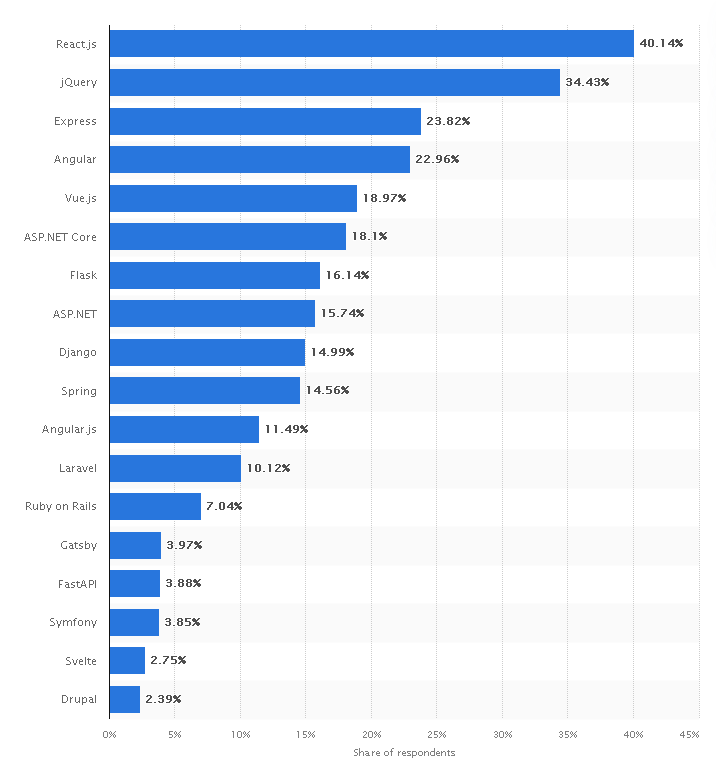 React.js 40.14%
jQuery 34.43%
Express 23.82%
Angular 22.96%
Vue.js 18.97%
ASP.NET Core 18.1%
Flask 16.14%
ASP.NET 15.74%
Django 14.99%
Spring 14.56%
Angular.js 11.49%
Laravel 10.12%
Ruby on Rails 7.04%
Gatsby 3.97%
FastAPI 3.88%
Symfony 3.85%
Svelte 2.75%
Drupal 2.39%
0% 5% 10% 15% 20% 25% 30% 35% 40% 45%
Share of respondents